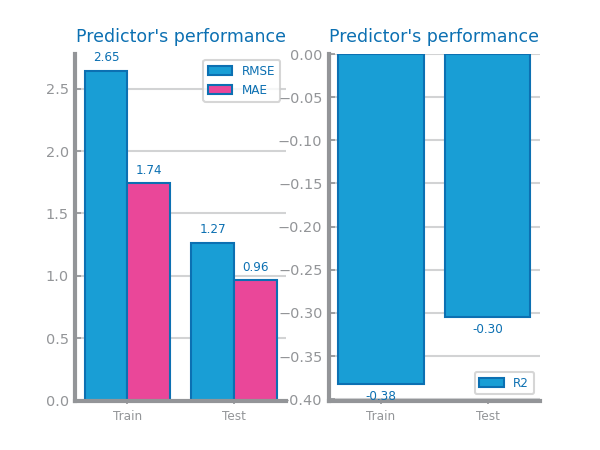 Predictor's performance
2.65
RMSE
MAE
2.5
2.0
1.74
1.5
1.27
1.0
0.96
0.5
0.0
Train
Test
Predictor's performance
0.00
−0.05
−0.10
−0.15
−0.20
−0.25
−0.30
-0.30
−0.35
R2
-0.38
−0.40
Train
Test